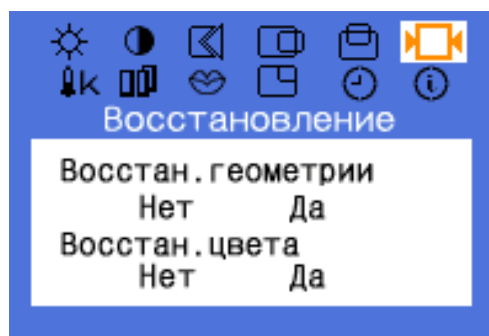 k
Восстановление
Восстан.геометрии
Нет Да
Восстан.цвета
Нет Да